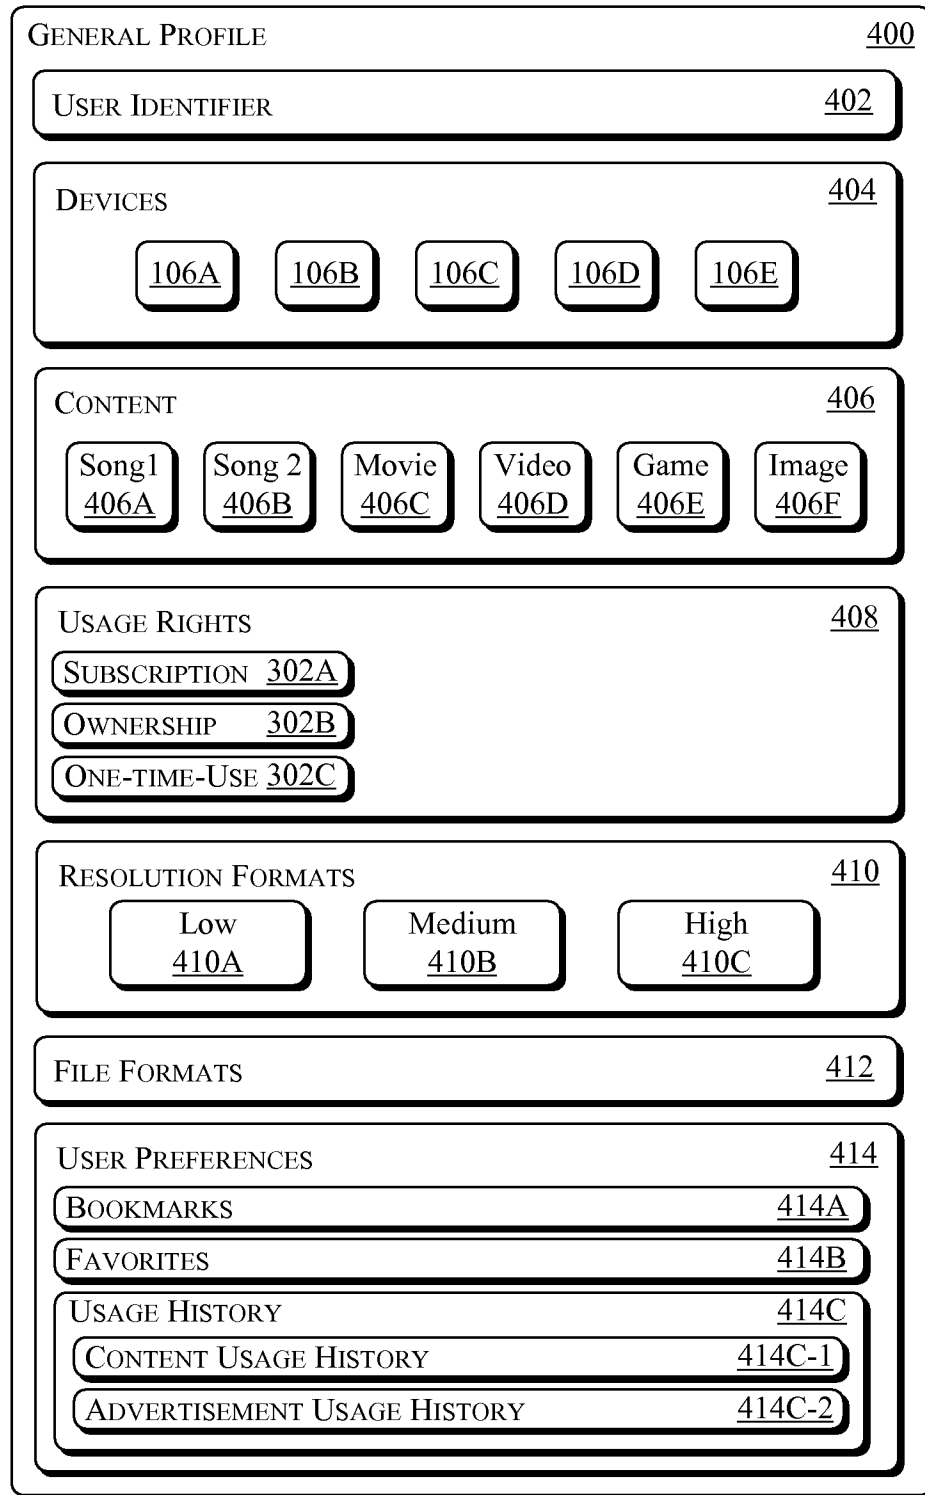 GENERAL PROFILE 400
USER IDENTIFIER 402
DEVICES 404
106A 106B 106C 106D 106E
CONTENT 406
Song1 Song 2 Movie Video Game Image
406A 406B 406C 406D 406E 406F
USAGE RIGHTS 408
SUBSCRIPTION 302A
OWNERSHIP 302B
ONE-TIME-USE 302C
RESOLUTION FORMATS 410
Low Medium High
410A 410B 410C
FILE FORMATS 412
USER PREFERENCES 414
BOOKMARKS 414A
FAVORITES 414B
USAGE HISTORY 414C
CONTENT USAGE HISTORY 414C-1
ADVERTISEMENT USAGE HISTORY 414C-2